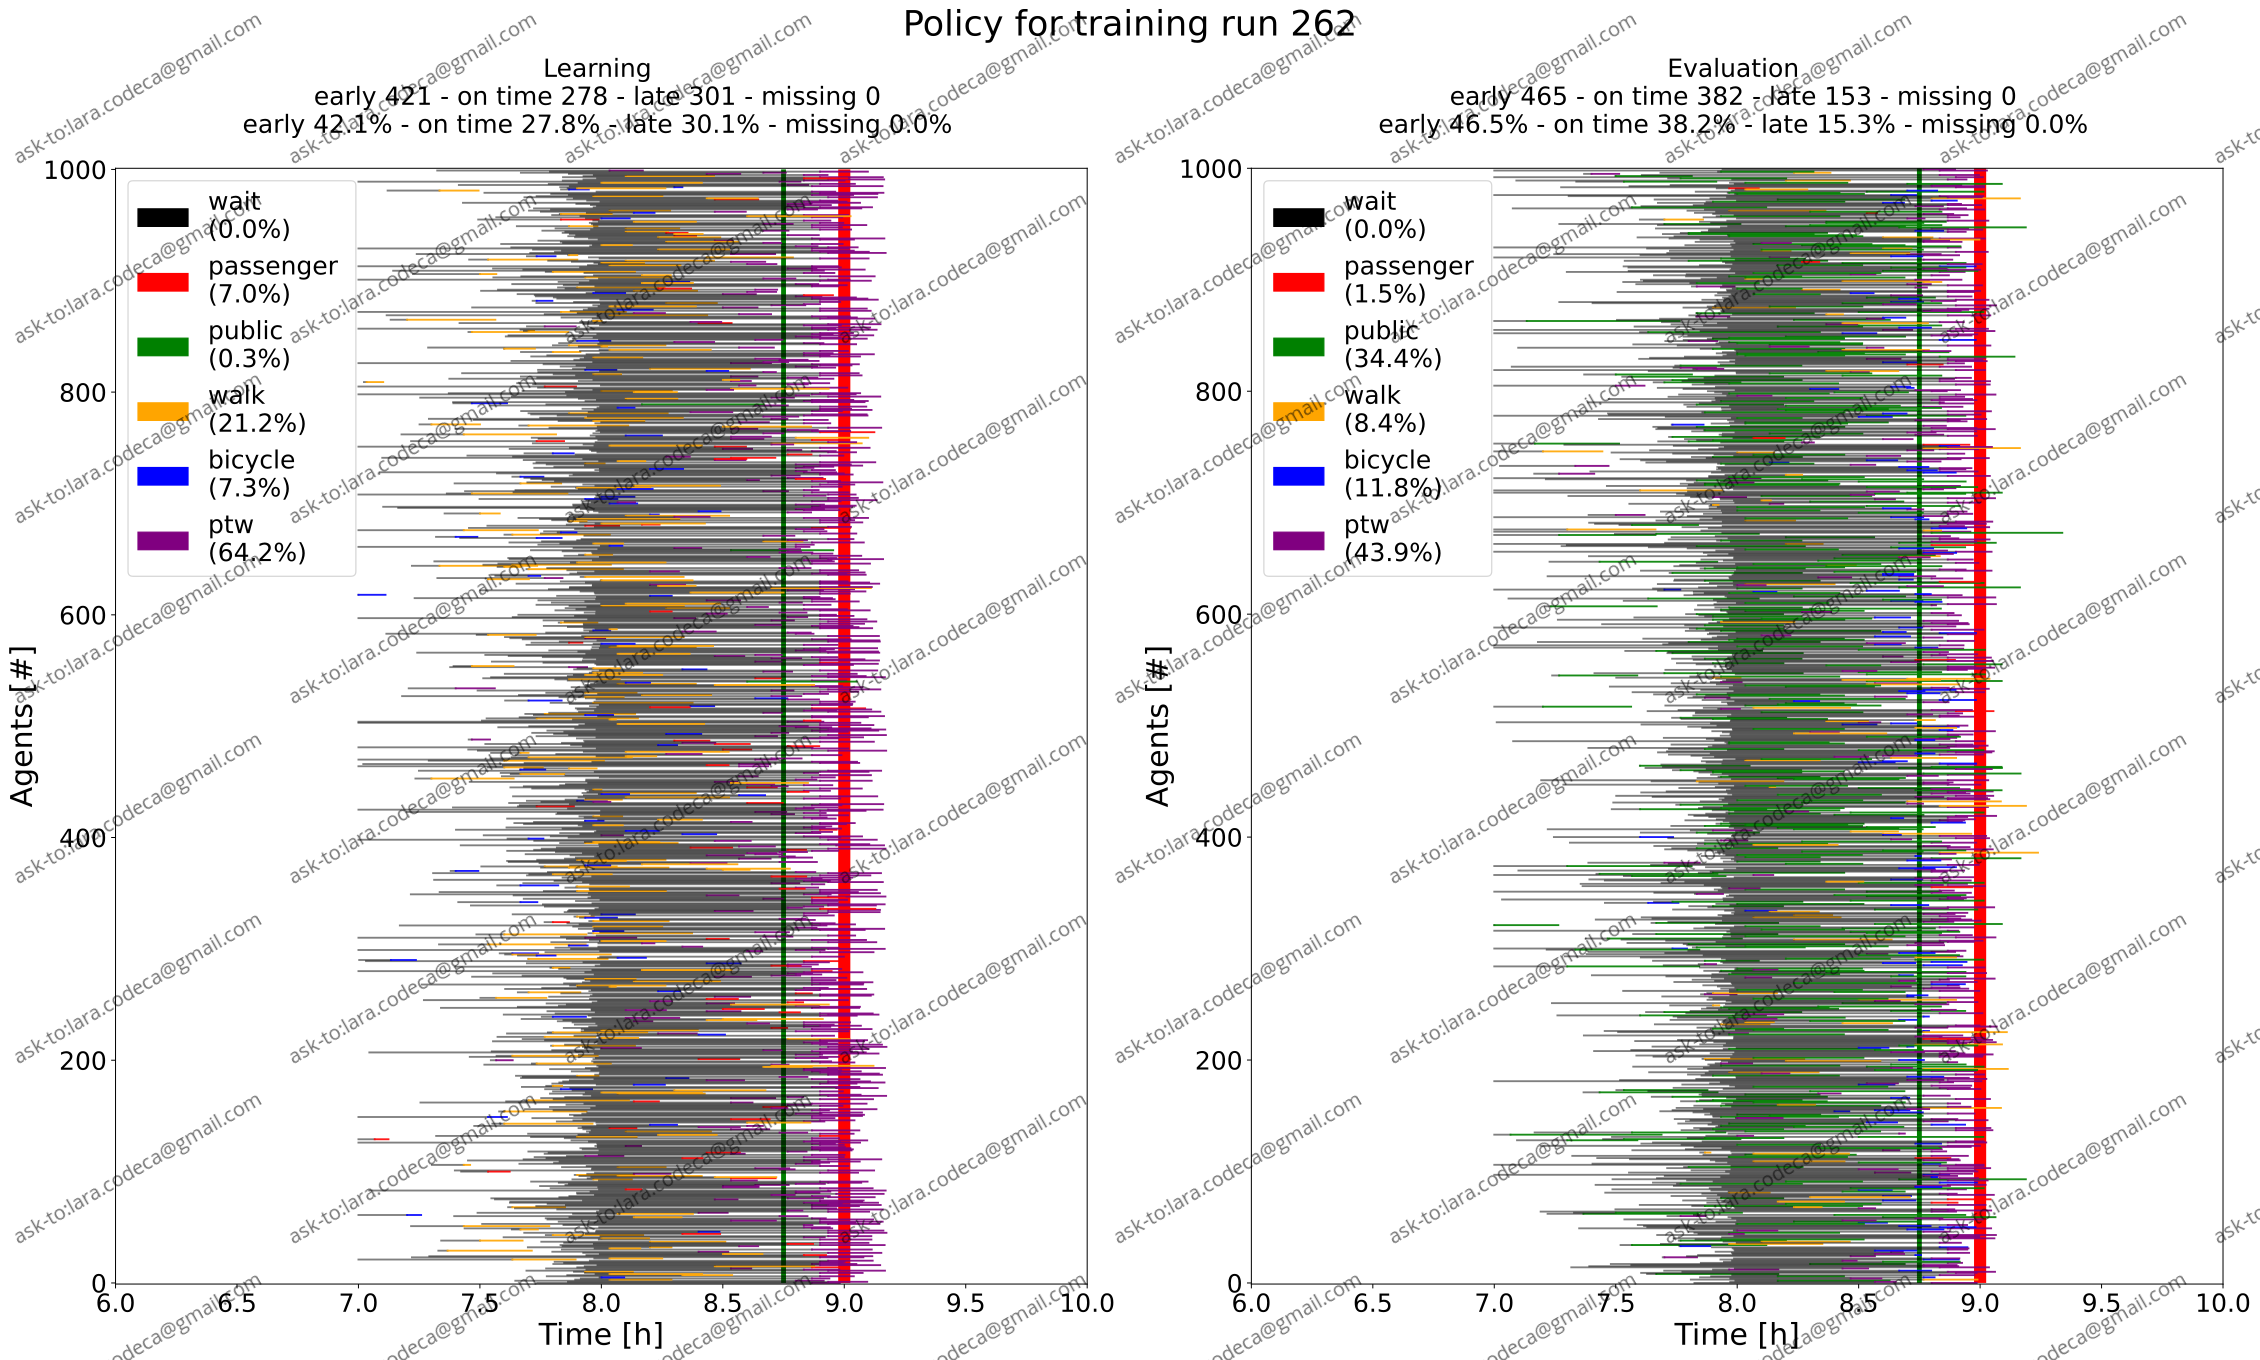 Policy for training run 262
Learning
early 421 - on time 278 - late 301 - missing 0
early 42.1% - on time 27.8% - late 30.1% - missing 0.0%
Evaluation
early 465 - on time 382 - late 153 - missing 0
early 46.5% - on time 38.2% - late 15.3% - missing 0.0%
wait
(0.0%)
passenger
(7.0%)
public
(0.3%)
walk
(21.2%)
bicycle
(7.3%)
ptw
(64.2%)
1000
800
600
400
200
0
Agents [#]
6.0 6.5 7.0 7.5 8.0 8.5 9.0 9.5 10.0
Time [h]
wait
(0.0%)
passenger
(1.5%)
public
(34.4%)
walk
(8.4%)
bicycle
(11.8%)
ptw
(43.9%)
1000
800
600
400
200
0
Agents [#]
6.0 6.5 7.0 7.5 8.0 8.5 9.0 9.5 10.0
Time [h]
ask-to:lara.codeca@gmail.com